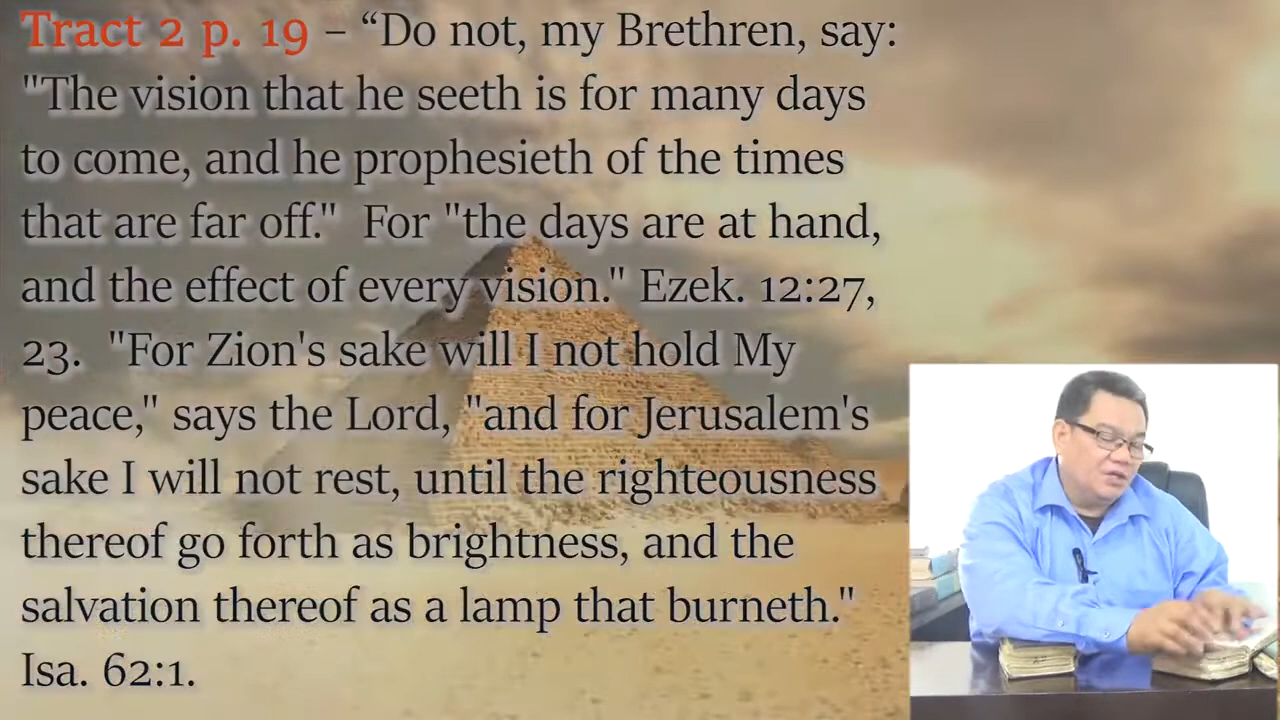 Tract 2 p. 19 – “Do not, my Brethren, say:
"The vision that he seeth is for many days
to come, and he prophesieth of the times
that are far off."  For "the days are at hand,
and the effect of every vision." Ezek. 12:27,
23.  "For Zion's sake will I not hold My
peace," says the Lord, "and for Jerusalem's
sake I will not rest, until the righteousness
thereof go forth as brightness, and the
salvation thereof as a lamp that burneth."
Isa. 62:1.